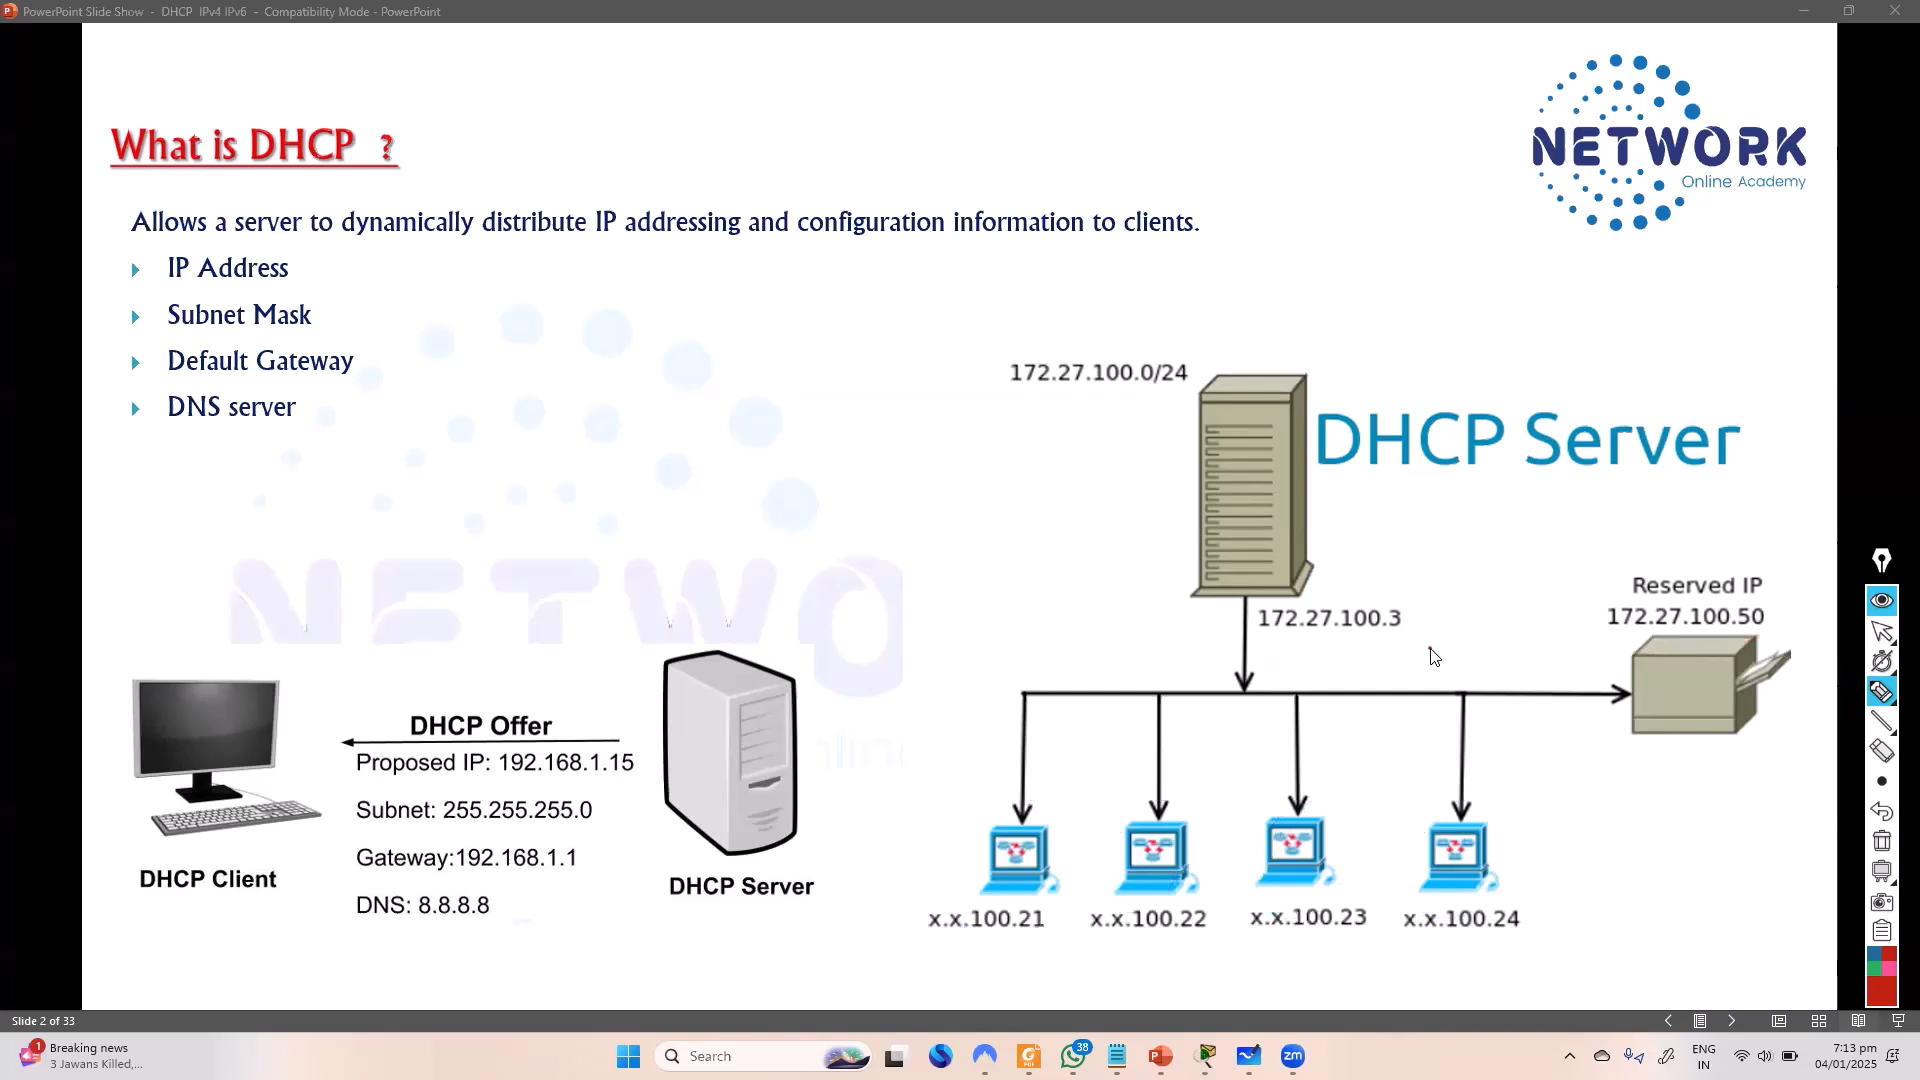 PowerPoint Slide Show - DHCP IPv4 IPv6 - Compatibility Mode - PowerPoint
NETWORK
Online Academy
What is DHCP ?
Allows a server to dynamically distribute IP addressing and configuration information to clients.
IP Address
Subnet Mask
Default Gateway
DNS server
172.27.100.0/24
DHCP Server
172.27.100.3
Reserved IP
172.27.100.50
x.x.100.21
x.x.100.22
x.x.100.23
x.x.100.24
NETWO
DHCP Offer
Proposed IP: 192.168.1.15
Subnet: 255.255.255.0
Gateway:192.168.1.1
DNS: 8.8.8.8
DHCP Client
DHCP Server
Slide 2 of 33
1
Breaking news
3 Jawans Killed,...
Search
PDF
38
zm
ENG
IN
7:13 pm
04/01/2025